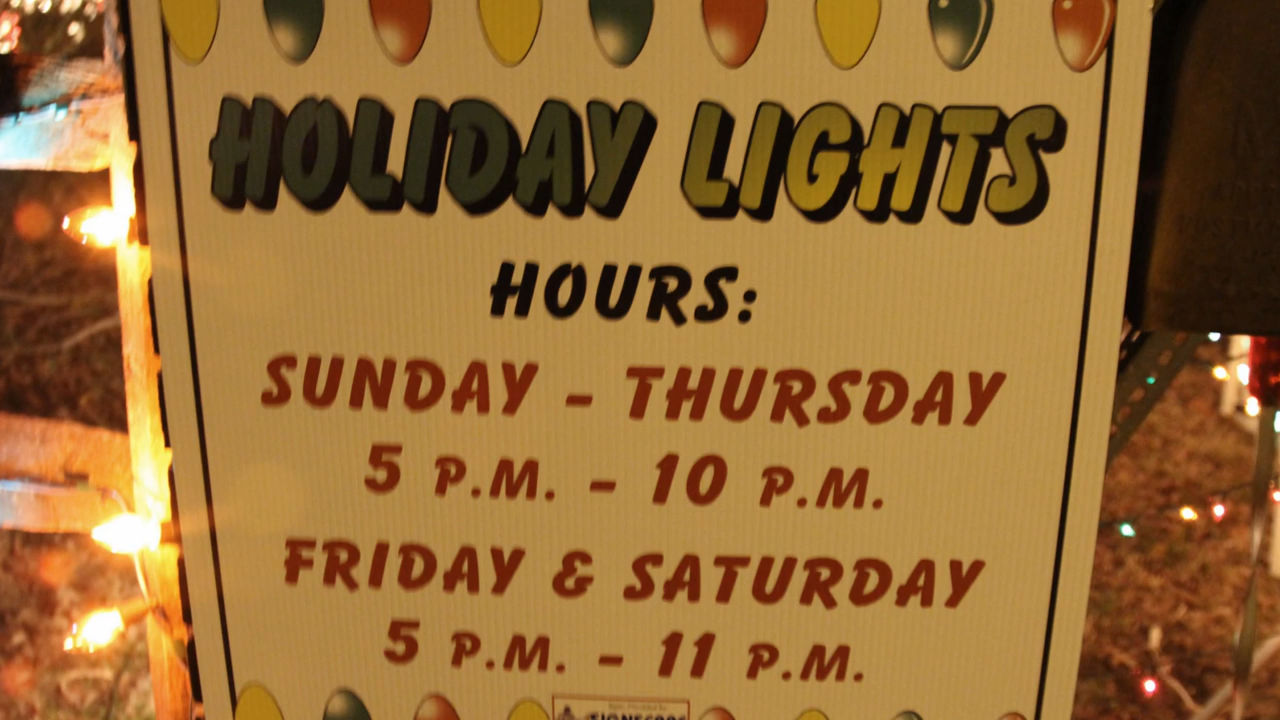 HOLIDAY LIGHTS
HOURS:
SUNDAY - THURSDAY
5 P.M. - 10 P.M.
FRIDAY & SATURDAY
5 P.M. - 11 P.M.